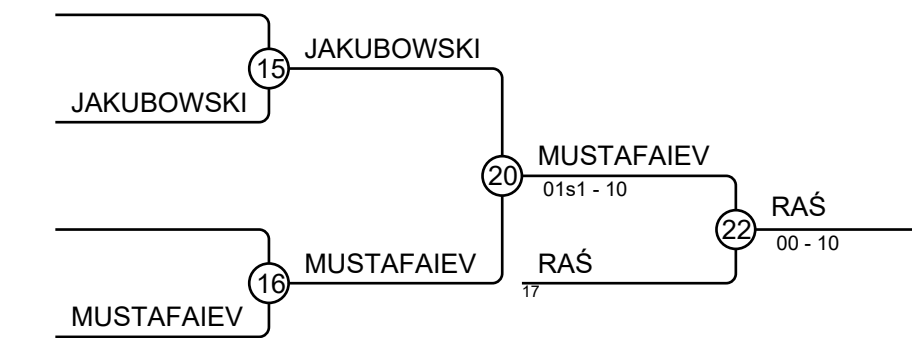 JAKUBOWSKI
15
JAKUBOWSKI
MUSTAFAIEV
20
01s1 - 10
RAŚ
22
00 - 10
MUSTAFAIEV
RAŚ
16
17
MUSTAFAIEV